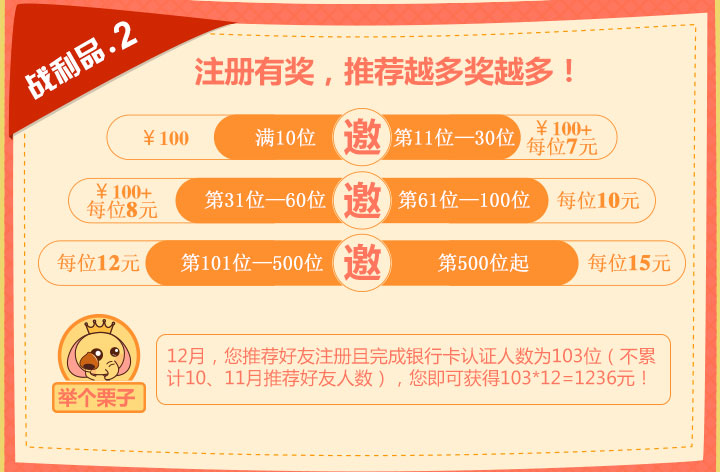 战利品.2
注册有奖，推荐越多奖越多！
￥100 满10位 邀 第11位—30位 ￥100+
每位7元
￥100+
每位8元 第31位—60位 邀 第61位—100位 每位10元
每位12元 第101位—500位 邀 第500位起 每位15元
12月，您推荐好友注册且完成银行卡认证人数为103位（不累
计10、11月推荐好友人数），您即可获得103*12=1236元！
举个栗子